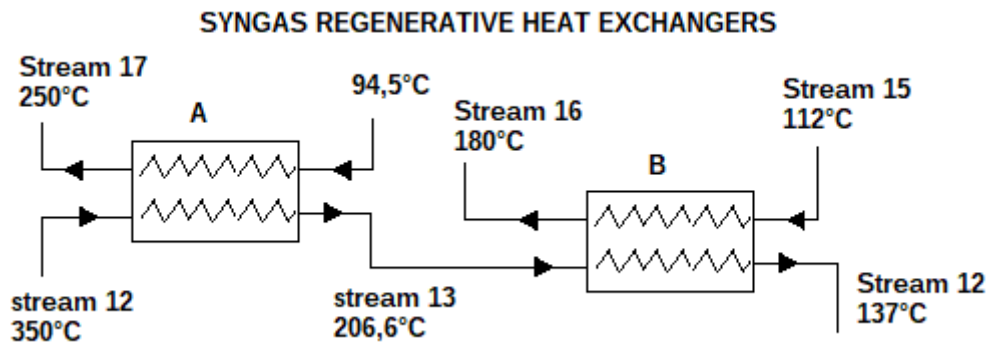 SYNGAS REGENERATIVE HEAT EXCHANGERS
Stream 17
250°C
A
94,5°C
Stream 16
180°C
B
Stream 15
112°C
stream 12
350°C
stream 13
206,6°C
Stream 12
137°C